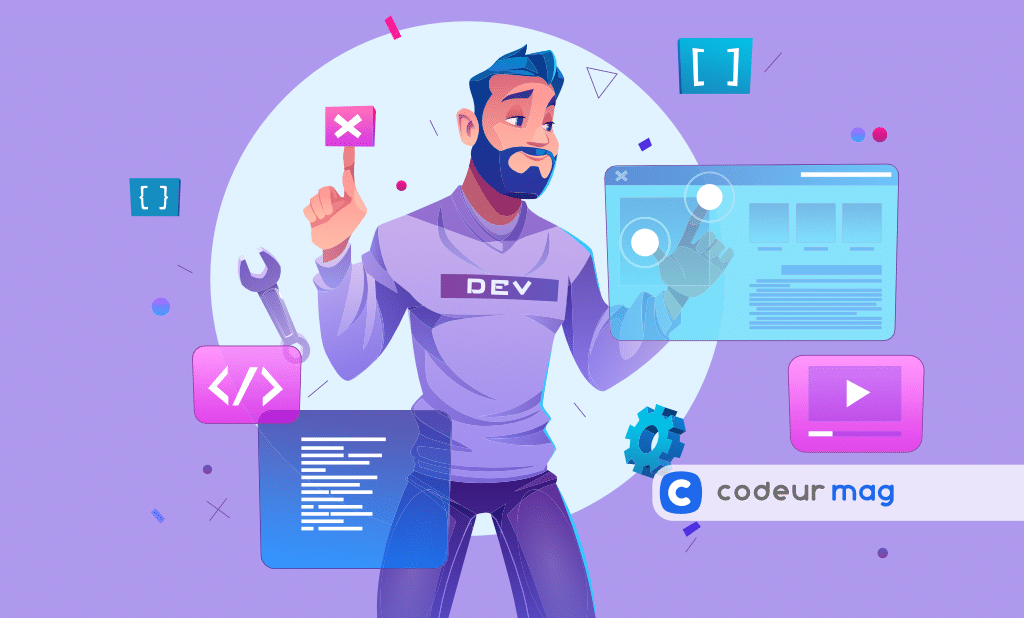 [ ]
{ }
DEV
</>
codeur mag